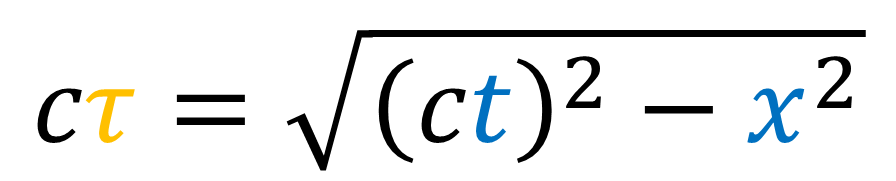 cτ = √((ct)² − x²)